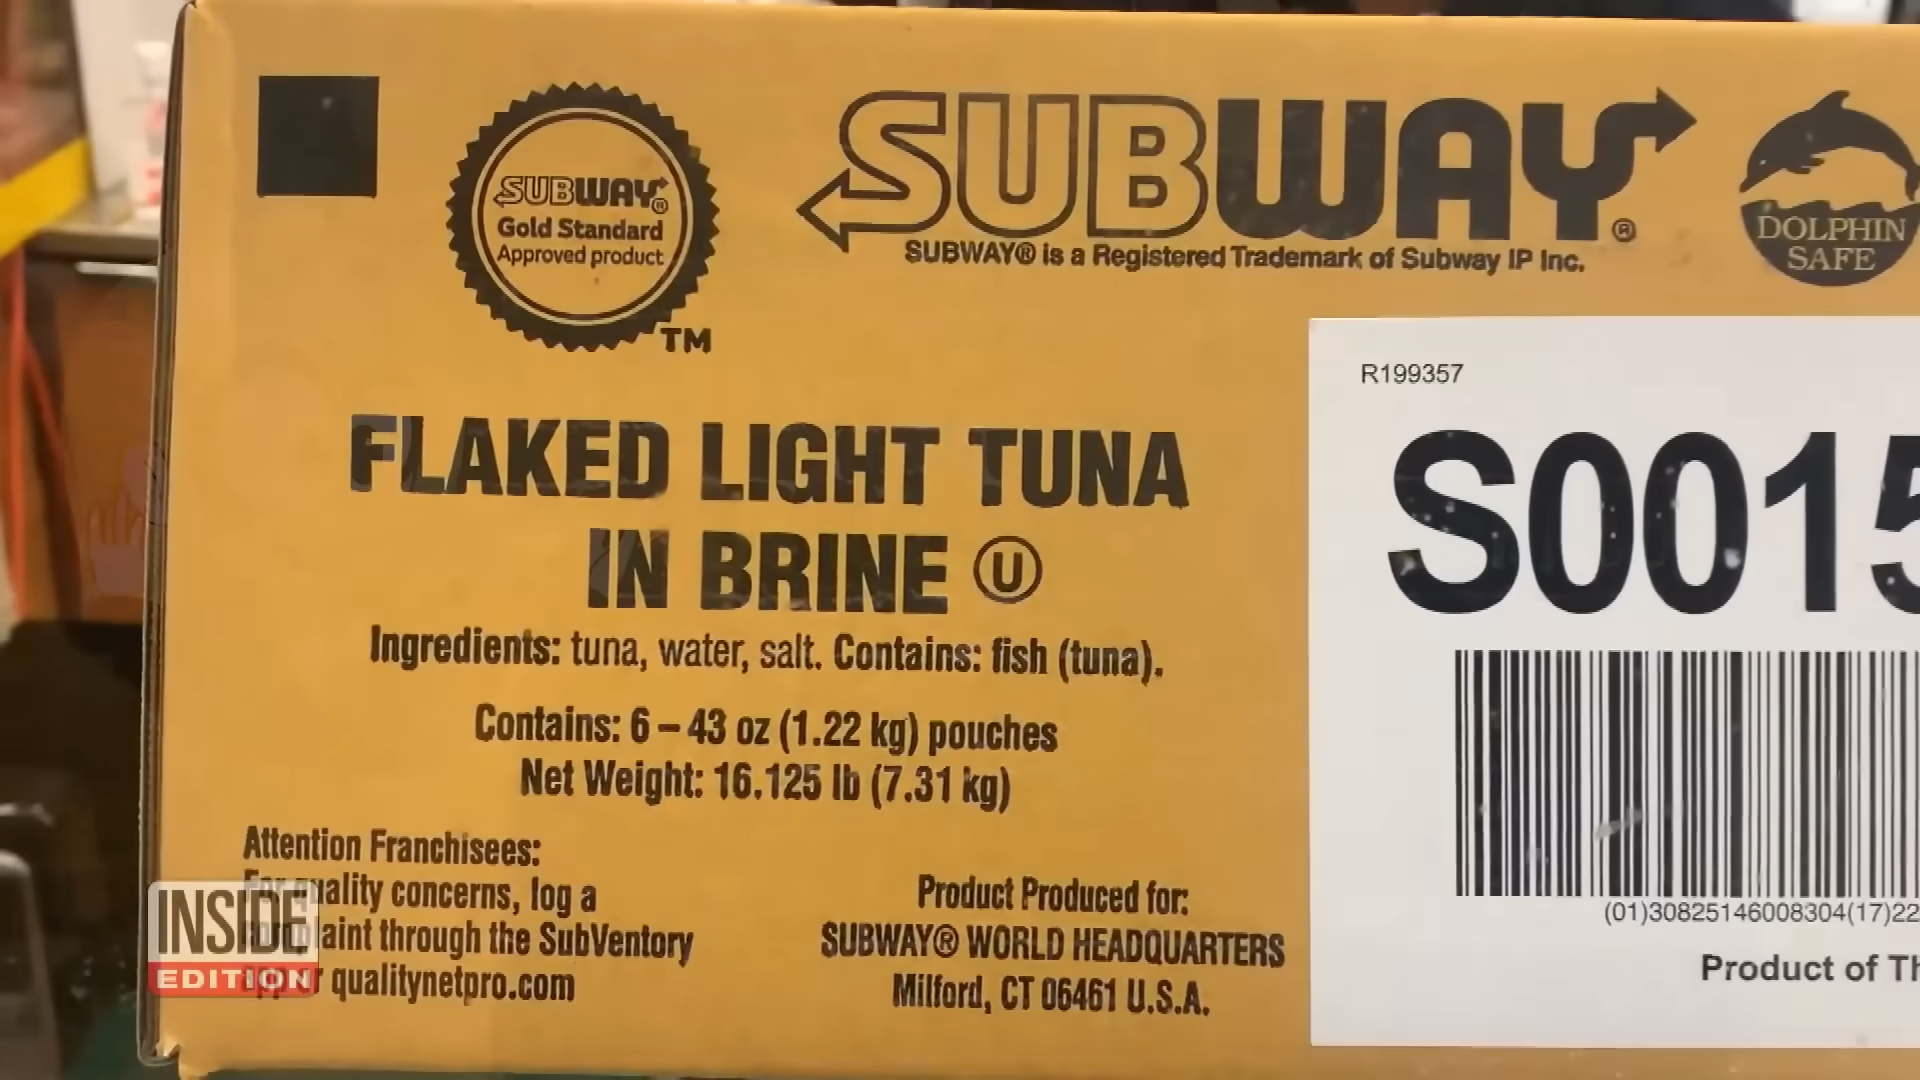 SUBWAY®
Gold Standard
Approved product
TM
SUBWAY®
SUBWAY® is a Registered Trademark of Subway IP Inc.
DOLPHIN
SAFE
FLAKED LIGHT TUNA
IN BRINE Ⓤ
Ingredients: tuna, water, salt. Contains: fish (tuna).
Contains: 6 – 43 oz (1.22 kg) pouches
Net Weight: 16.125 lb (7.31 kg)
Attention Franchisees:
quality concerns, log a
through the SubVentory
qualitynetpro.com
Product Produced for:
SUBWAY® WORLD HEADQUARTERS
Milford, CT 06461 U.S.A.
R199357
S0015
(01)30825146008304(17)22
Product of
INSIDE
EDITION